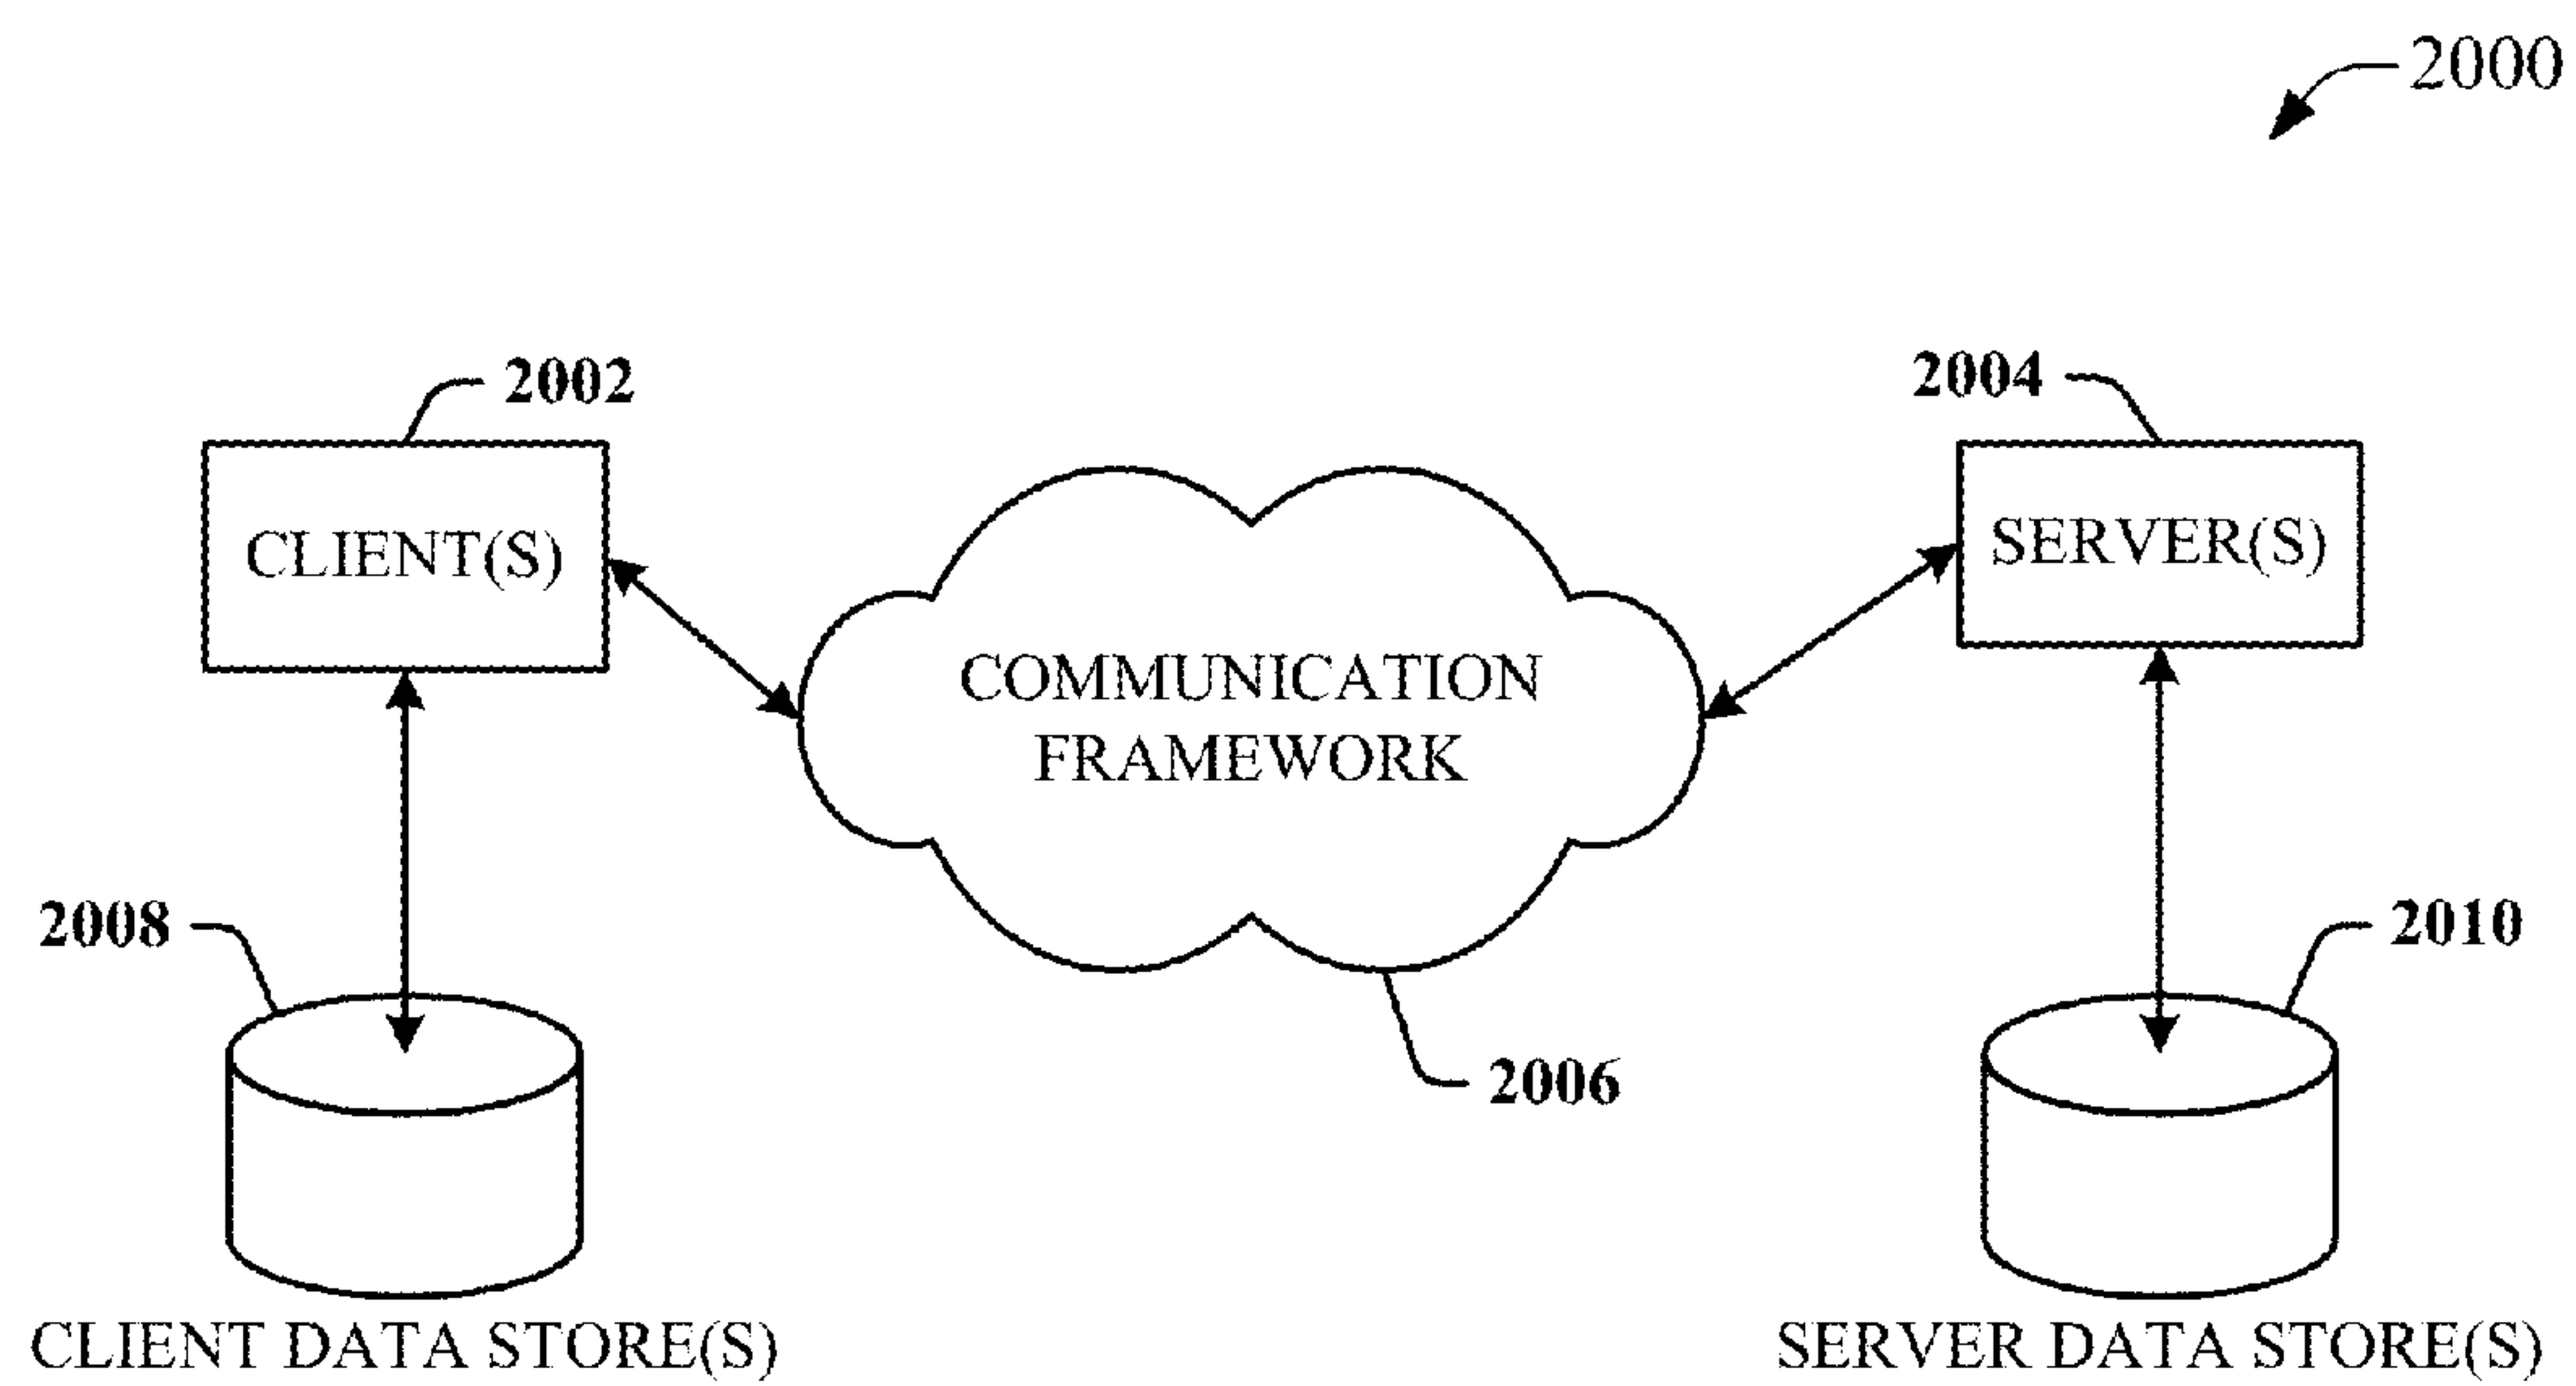 2000
2002
2004
CLIENT(S)
SERVER(S)
COMMUNICATION
FRAMEWORK
2008
2010
2006
CLIENT DATA STORE(S)
SERVER DATA STORE(S)